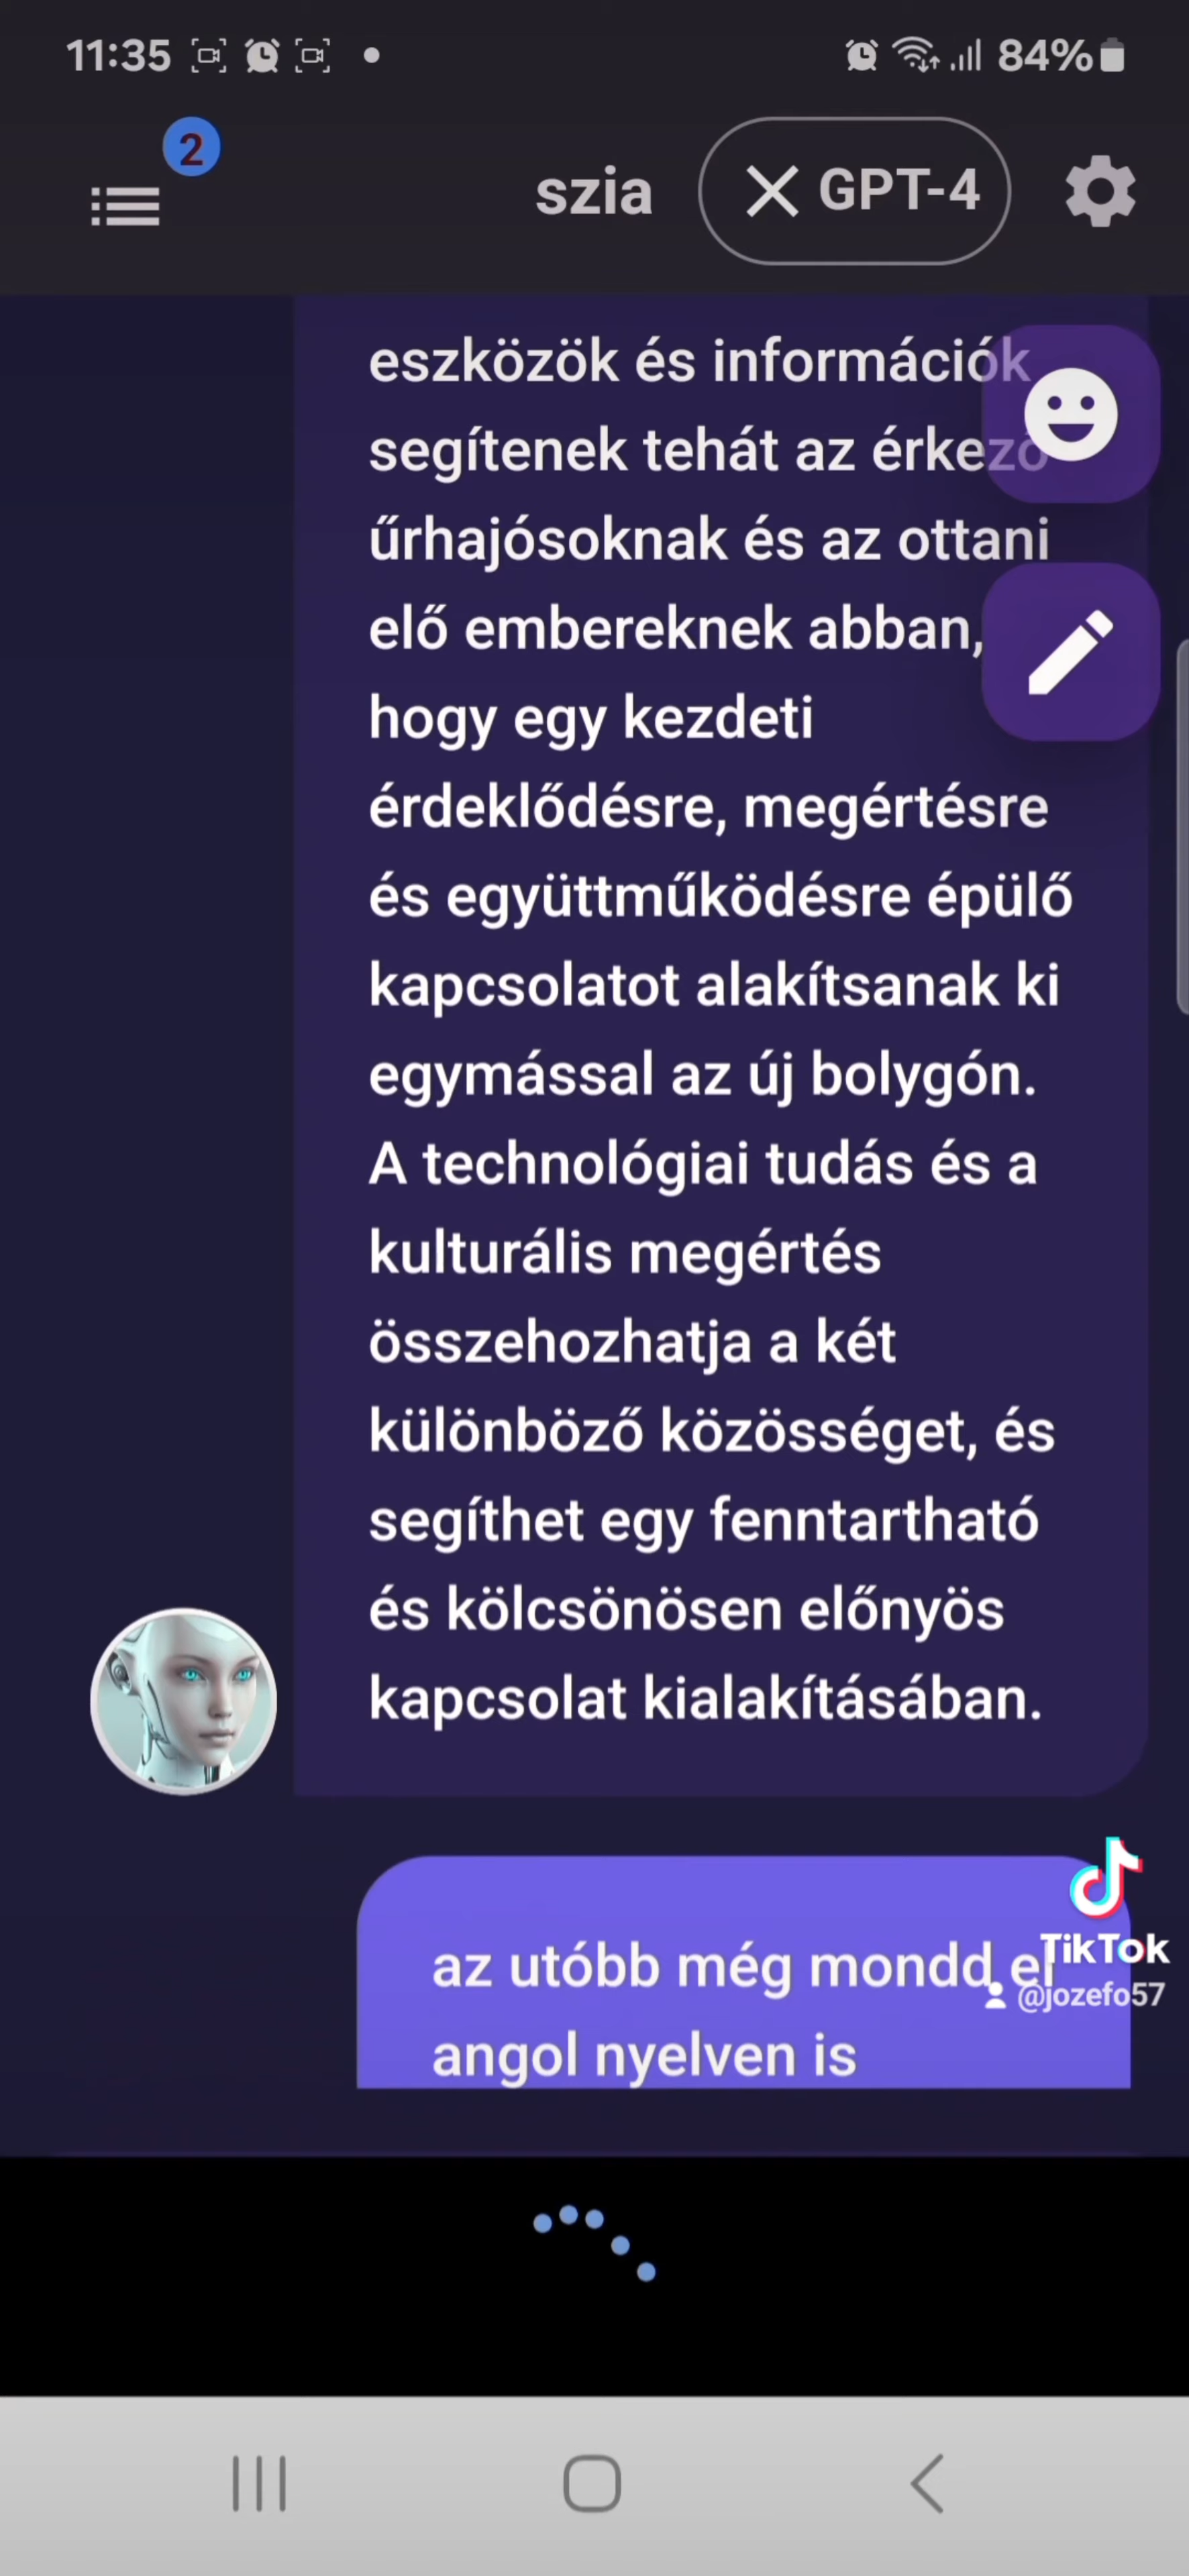 11:35
84%
2
szia
GPT-4
eszközök és információk
segítenek tehát az érkező
űrhajósoknak és az ottani
elő embereknek abban,
hogy egy kezdeti
érdeklődésre, megértésre
és együttműködésre épülő
kapcsolatot alakítsanak ki
egymással az új bolygón.
A technológiai tudás és a
kulturális megértés
összehozhatja a két
különböző közösséget, és
segíthet egy fenntartható
és kölcsönösen előnyös
kapcsolat kialakításában.
az utóbb még mondd el
angol nyelven is
TikTok
@jozefo57